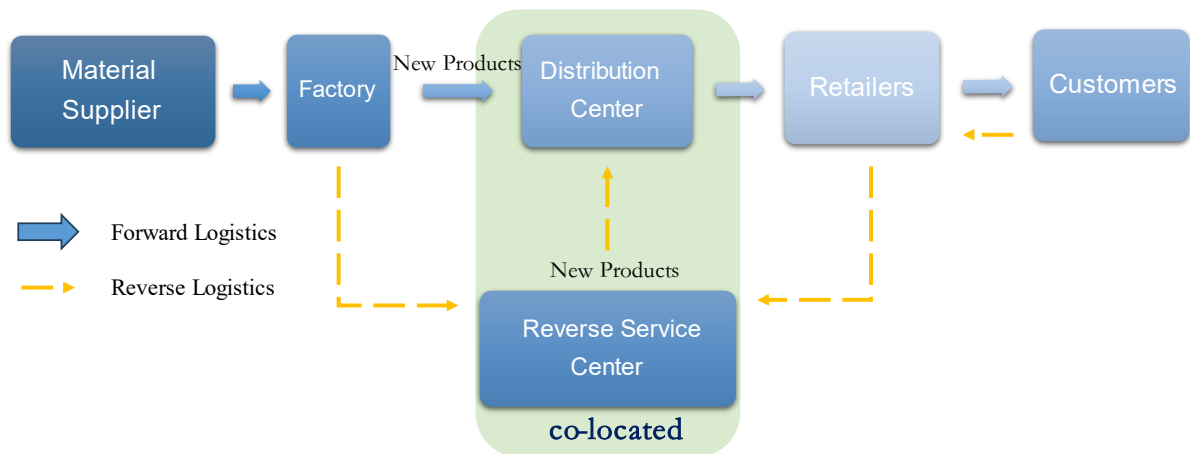 Material
Supplier
Factory
New Products
Distribution
Center
Retailers
Customers
Forward Logistics
Reverse Logistics
New Products
Reverse Service
Center
co-located